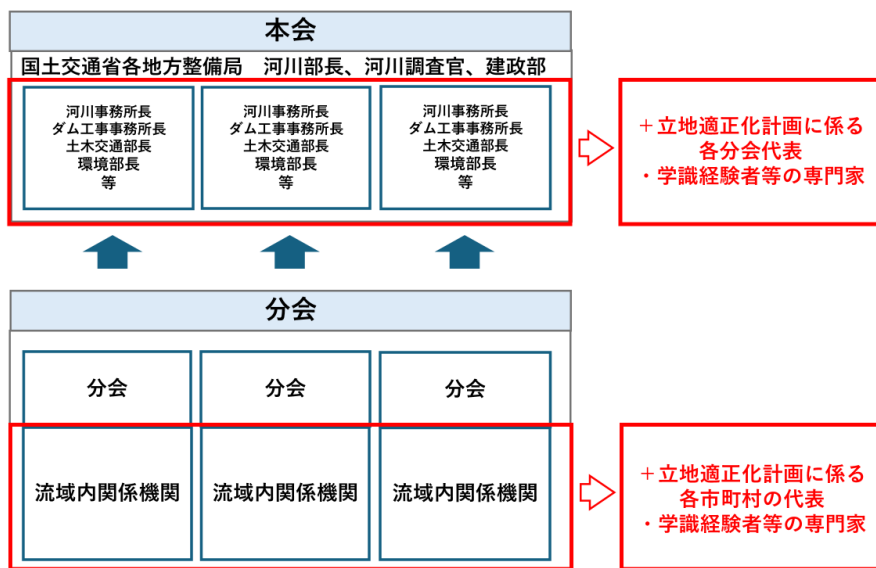 本会
国土交通省各地方整備局　河川部長、河川調査官、建政部
河川事務所長
ダム工事事務所長
土木交通部長
環境部長
等
河川事務所長
ダム工事事務所長
土木交通部長
環境部長
等
河川事務所長
ダム工事事務所長
土木交通部長
環境部長
等
＋立地適正化計画に係る
各分会代表
・学識経験者等の専門家
分会
分会
分会
分会
流域内関係機関
流域内関係機関
流域内関係機関
＋立地適正化計画に係る
各市町村の代表
・学識経験者等の専門家